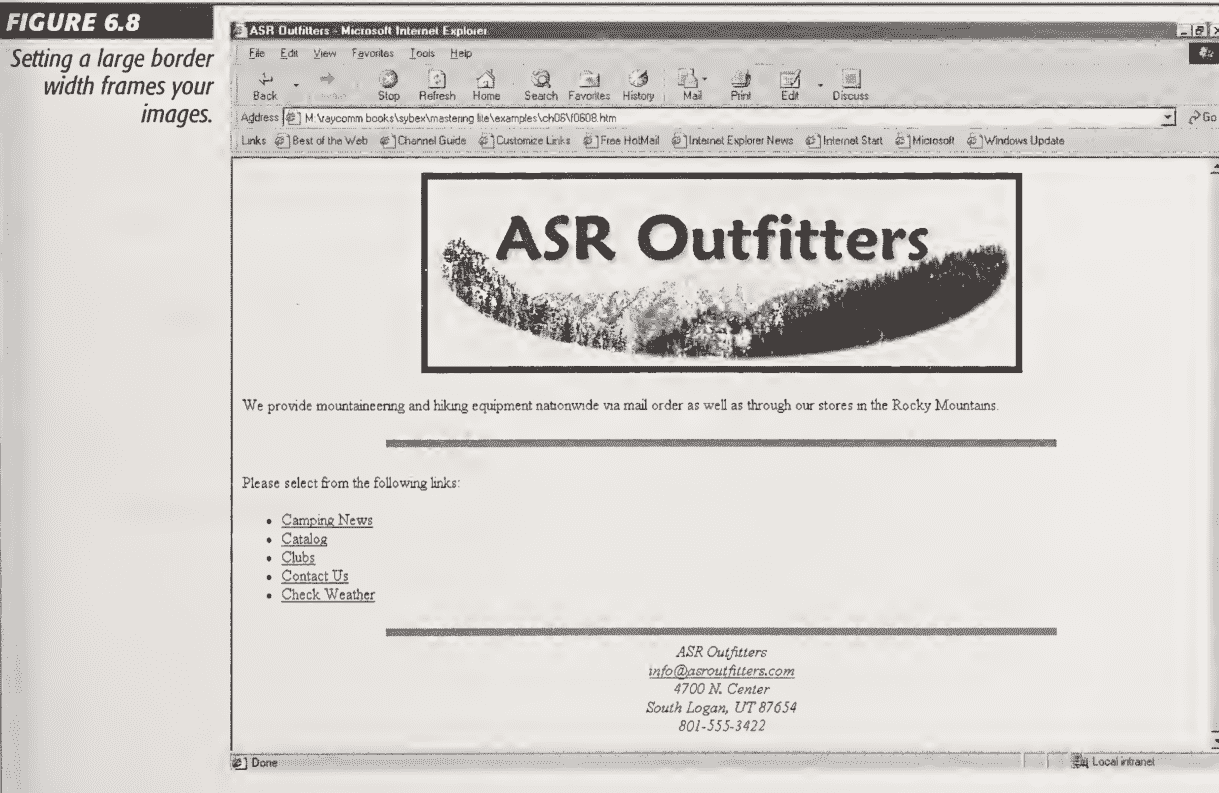 FIGURE 6.8
Setting a large border
width frames your
images.
ASR Outfitters - Microsoft Internet Explorer
File Edit View Favorites Tools Help
Back Stop Refresh Home Search Favorites History Mail Print Edit Discuss
Address M:\raycomm books\sybex\mastering lite\examples\ch06\f0608.htm Go
Links Best of the Web Channel Guide Customize Links Free HotMail Internet Explorer News Internet Start Microsoft Windows Update
ASR Outfitters
We provide mountaineering and hiking equipment nationwide via mail order as well as through our stores in the Rocky Mountains.
Please select from the following links:
• Camping News
• Catalog
• Clubs
• Contact Us
• Check Weather
ASR Outfitters
info@asroutfitters.com
4700 N. Center
South Logan, UT 87654
801-555-3422
Done Local intranet